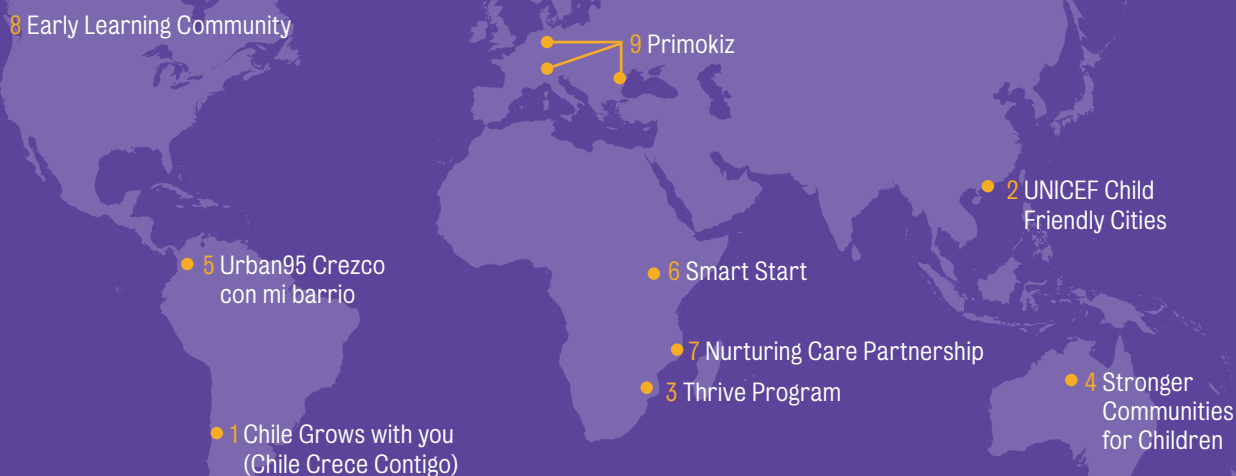 8 Early Learning Community
9 Primokiz
2 UNICEF Child
Friendly Cities
5 Urban95 Crezco
con mi barrio
6 Smart Start
7 Nurturing Care Partnership
3 Thrive Program
4 Stronger
Communities
for Children
1 Chile Grows with you
(Chile Crece Contigo)